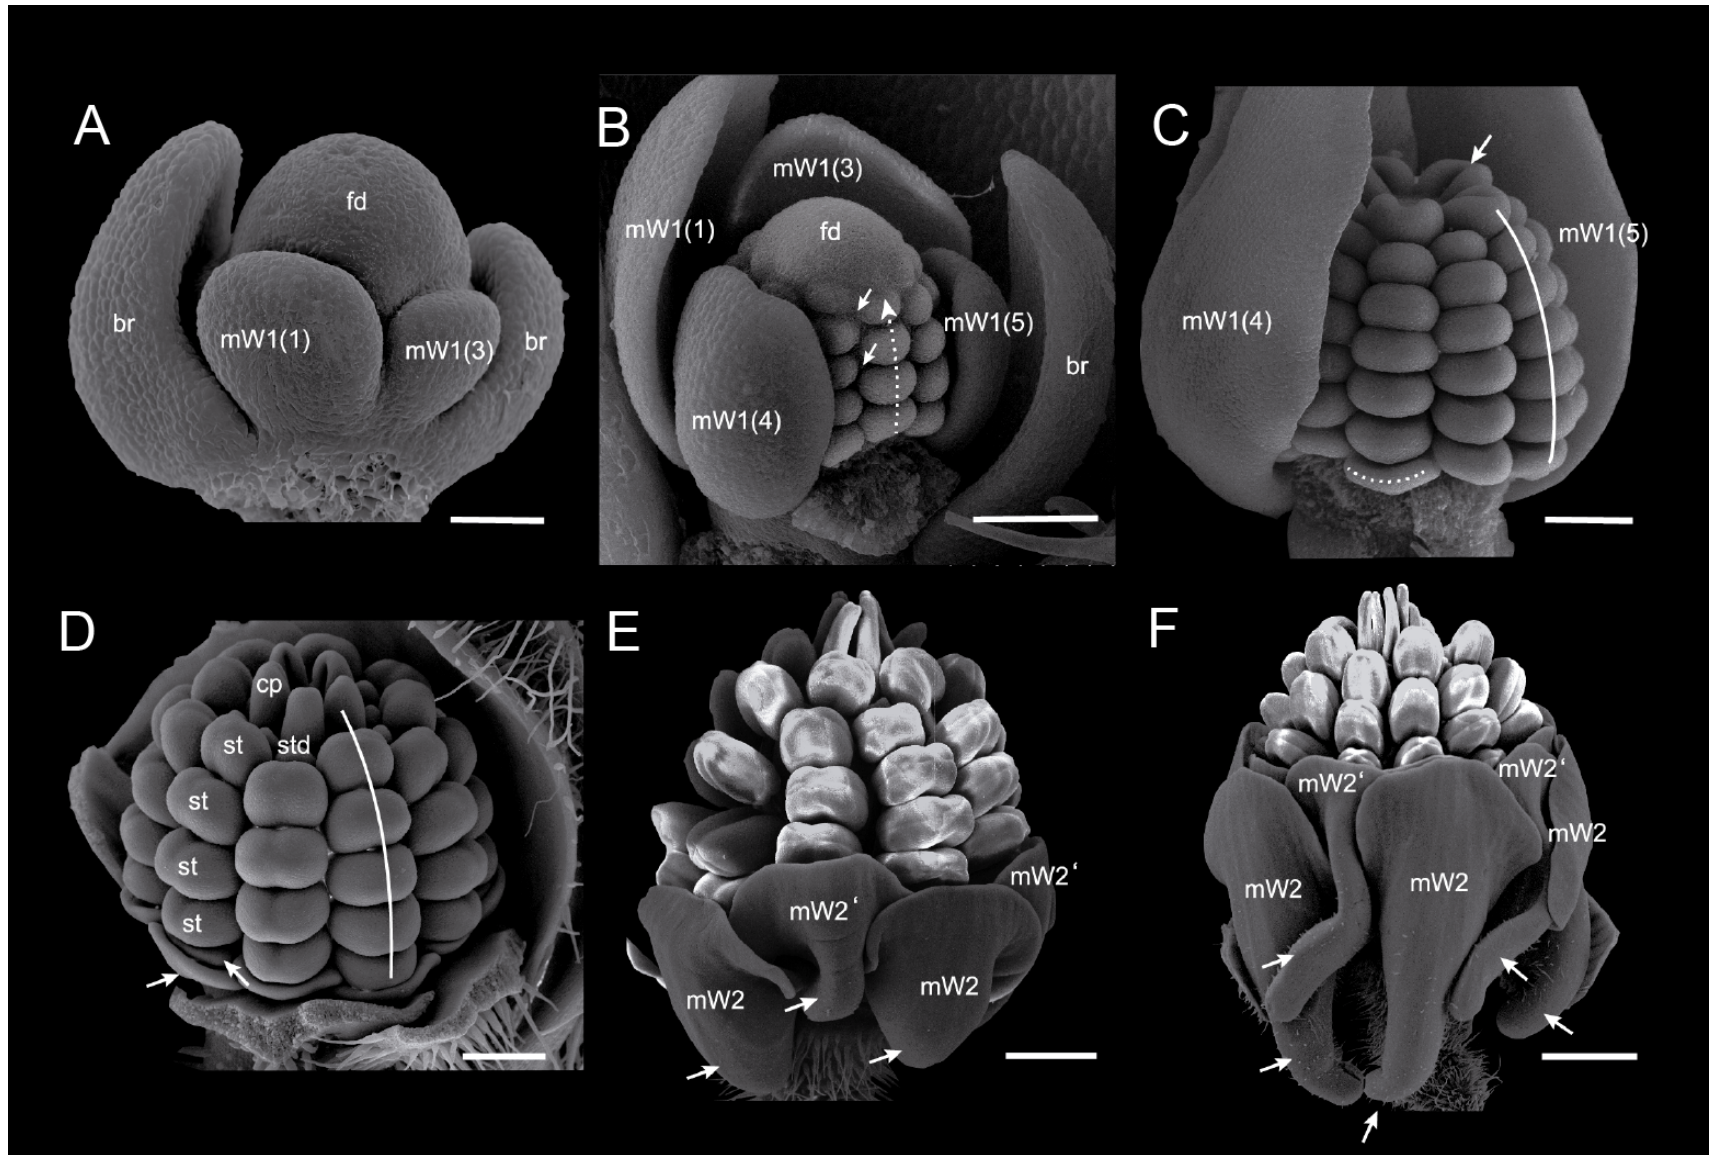 A
fd
br
mW1(1)
mW1(3)
br
B
mW1(3)
mW1(1)
fd
mW1(5)
br
mW1(4)
C
mW1(5)
mW1(4)
D
cp
st
std
st
st
st
E
mW2‘
mW2‘
mW2
mW2
F
mW2‘
mW2‘
mW2
mW2
mW2